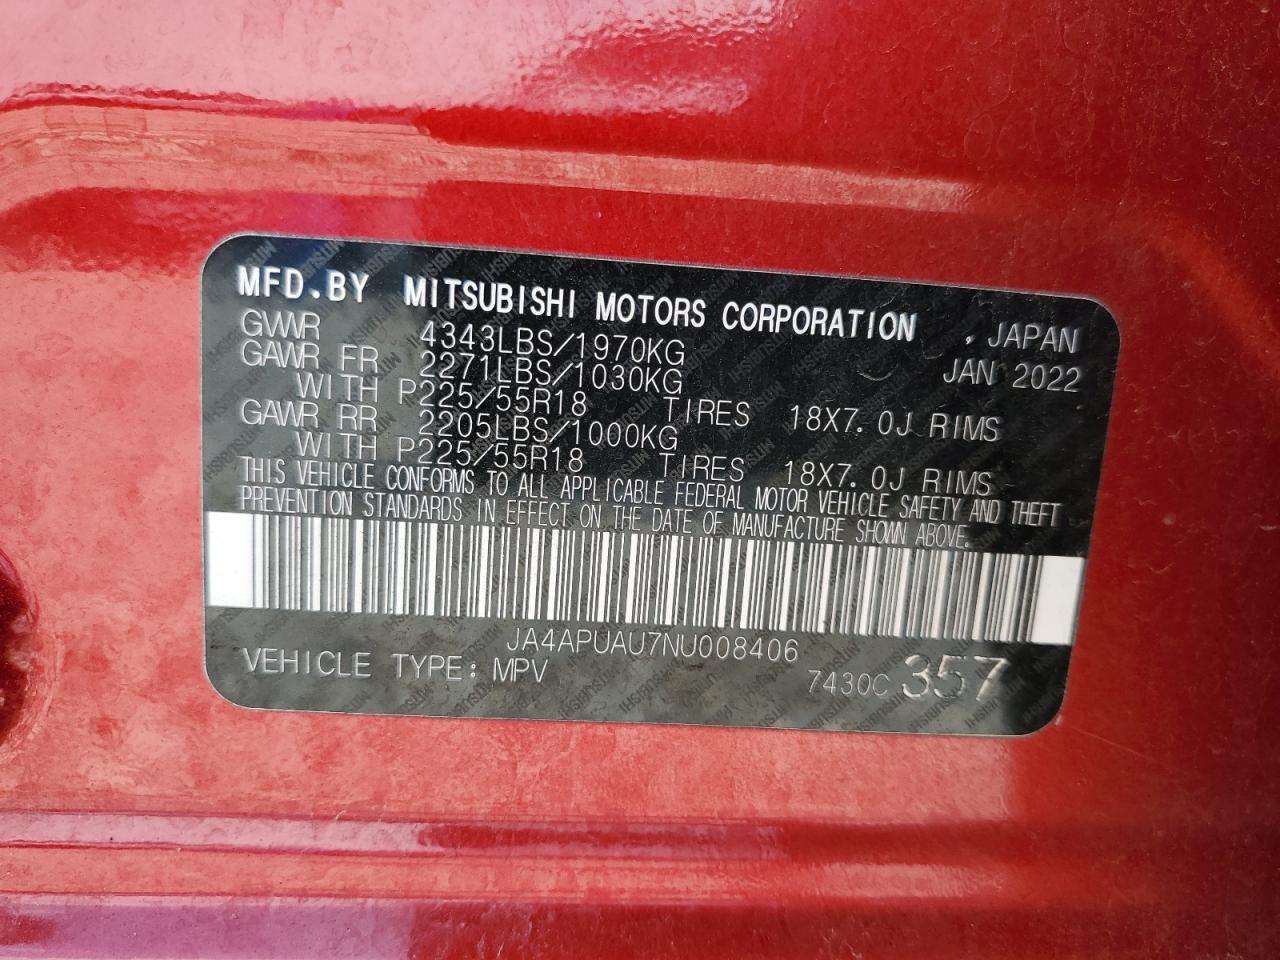 MFD.BY MITSUBISHI MOTORS CORPORATION , JAPAN
GVWR 4343LBS/1970KG JAN 2022
GAWR FR 2271LBS/1030KG
WITH P225/55R18 TIRES 18X7.0J RIMS
GAWR RR 2205LBS/1000KG
WITH P225/55R18 TIRES 18X7.0J RIMS
THIS VEHICLE CONFORMS TO ALL APPLICABLE FEDERAL MOTOR VEHICLE SAFETY AND THEFT
PREVENTION STANDARDS IN EFFECT ON THE DATE OF MANUFACTURE SHOWN ABOVE.
JA4APUAU7NU008406
VEHICLE TYPE: MPV 7430C 357